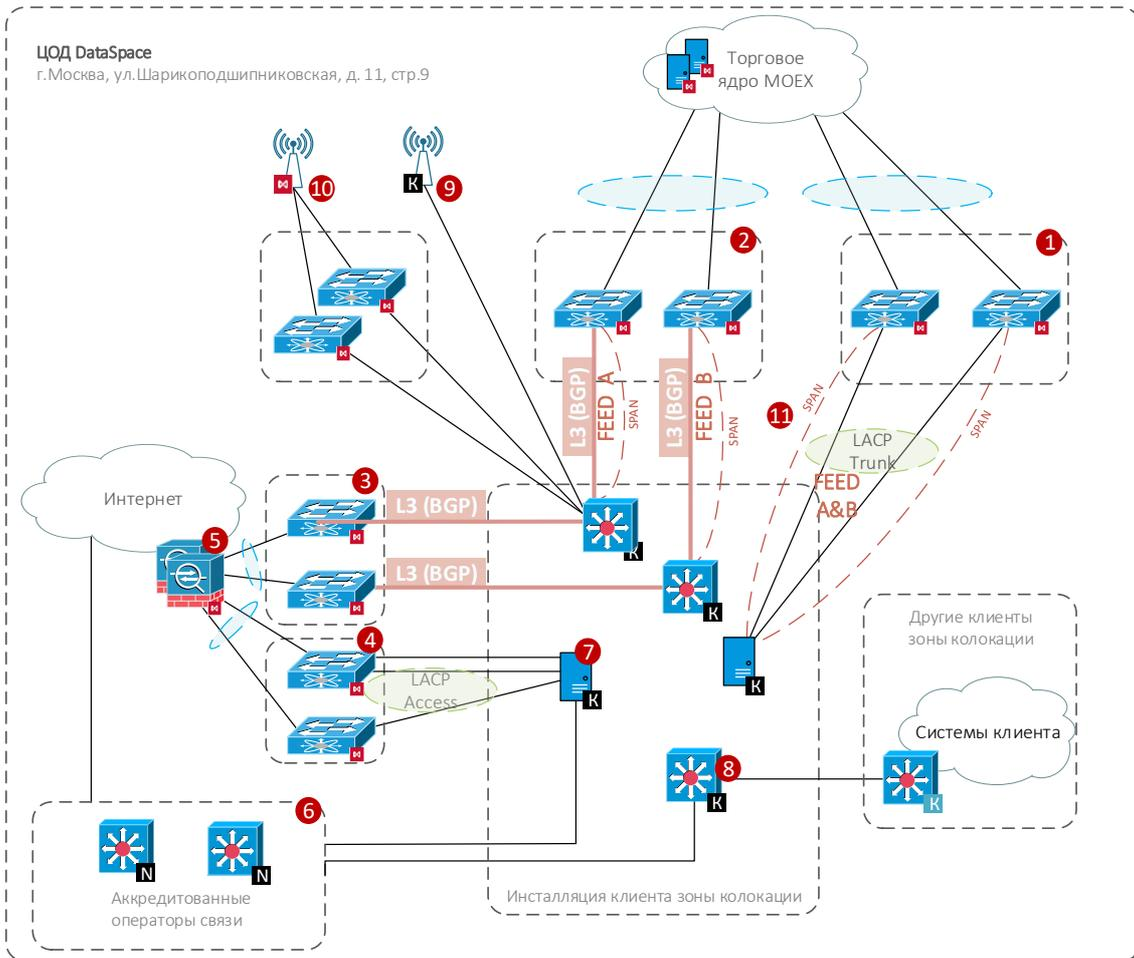 ЦОД DataSpace
г.Москва, ул.Шарикоподшипниковская, д. 11, стр.9
Торговое
ядро MOEX
10
K
9
2
1
L3 (BGP)
FEED A
SPAN
L3 (BGP)
FEED B
SPAN
11
SPAN
SPAN
LACP
Trunk
FEED
A&B
Интернет
3
L3 (BGP)
K
5
L3 (BGP)
K
4
LACP
Access
7
K
K
Другие клиенты
зоны колокации
Системы клиента
K
8
K
6
N
N
Аккредитованные
операторы связи
Инсталляция клиента зоны колокации